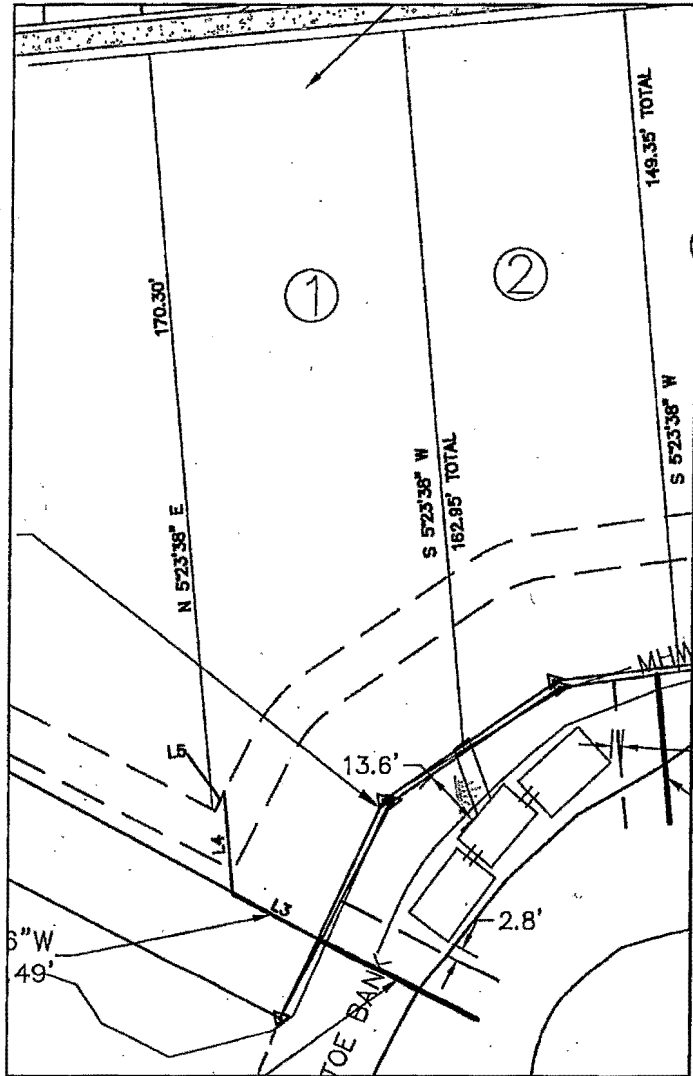 149.35' TOTAL
1
2
170.30'
N 5°23'38" E
S 5°23'38" W
162.95' TOTAL
S 5°23'38" W
MHW
L5
13.6'
L4
L3
6"W
.49'
2.8'
TOE BANK